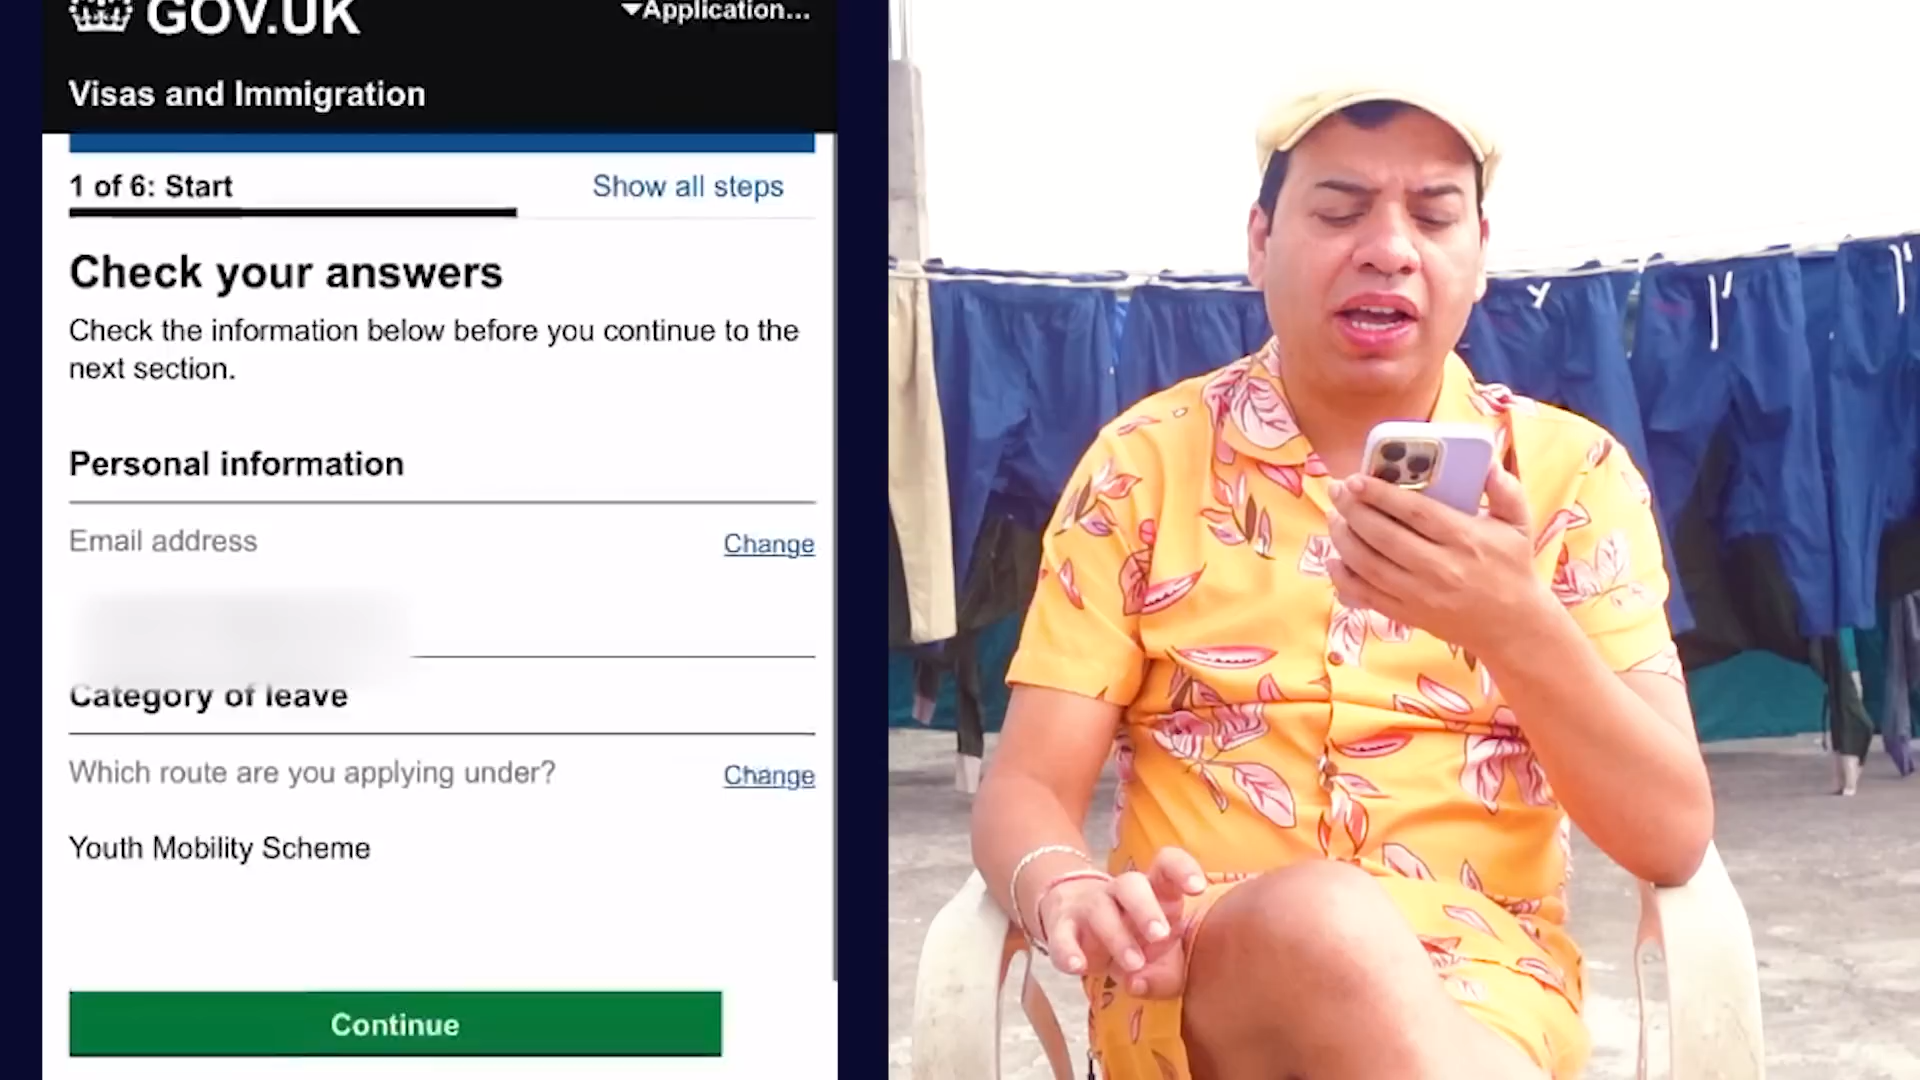 GOV.UK
Application...
Visas and Immigration
1 of 6: Start
Show all steps
Check your answers
Check the information below before you continue to the
next section.
Personal information
Email address
Change
Category of leave
Which route are you applying under?
Change
Youth Mobility Scheme
Continue